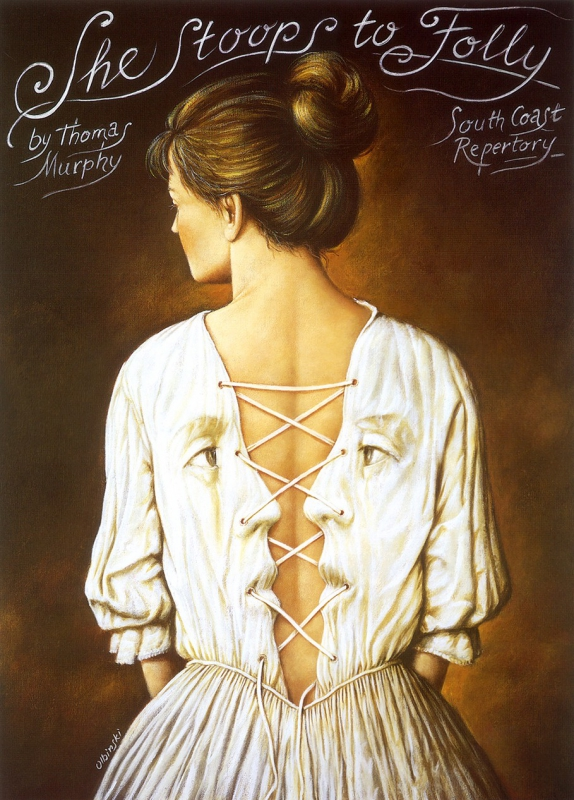 She Stoops to Folly
by Thomas
Murphy
South Coast
Repertory
Olbinski